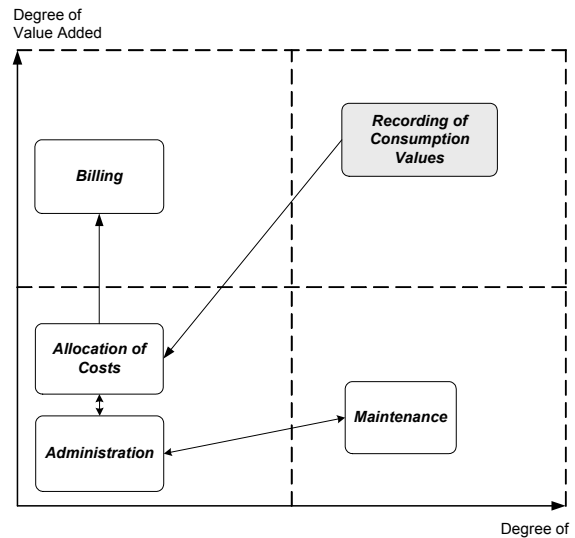 Degree of
Value Added
Recording of
Consumption
Values
Billing
Allocation of
Costs
Maintenance
Administration
Degree of